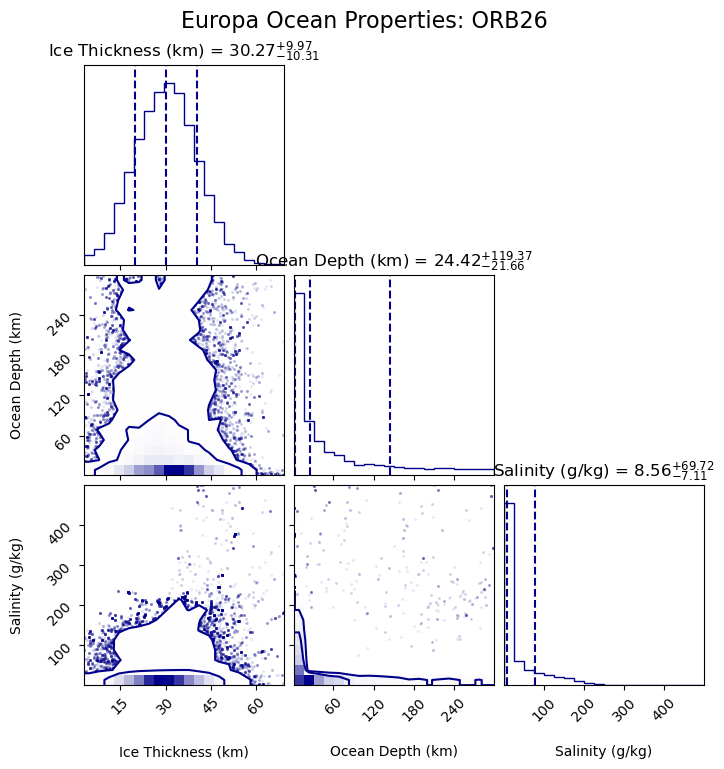 Europa Ocean Properties: ORB26
Ice Thickness (km) = 30.27+9.97−10.31
Ocean Depth (km) = 24.42+119.37−21.66
Ocean Depth (km)
240
180
120
60
Salinity (g/kg) = 8.56+69.72−7.11
Salinity (g/kg)
400
300
200
100
15 30 45 60
60 120 180 240
100 200 300 400
Ice Thickness (km)
Ocean Depth (km)
Salinity (g/kg)